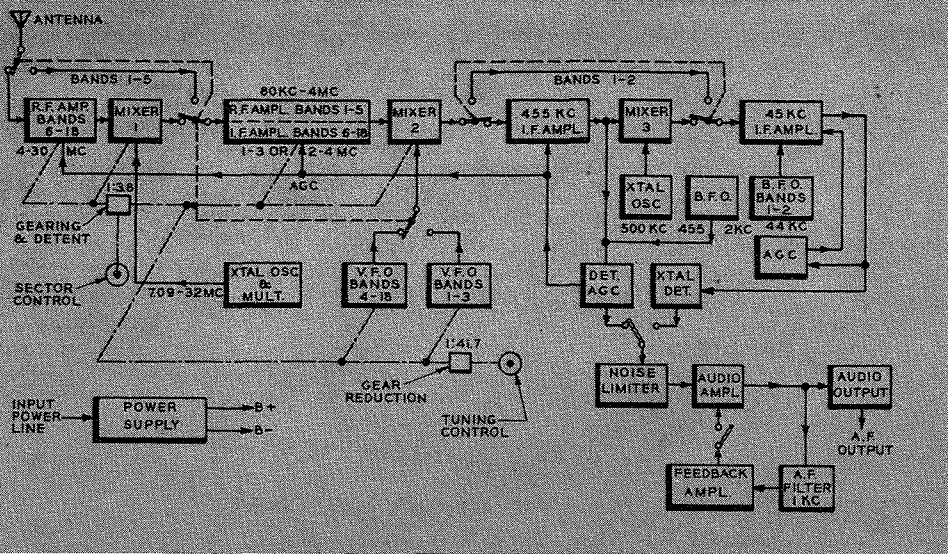 ANTENNA
BANDS 1-5
BANDS 1-2
80KC-4MC
R.F. AMP.
BANDS
6-18
MIXER
1
R.F. AMPL. BANDS 1-5
I.F. AMPL. BANDS 6-18
MIXER
2
455 KC
I.F. AMPL.
MIXER
3
45 KC
I.F. AMPL.
4-30 MC
1-3 OR 2-4 MC
AGC
1:3.8
GEARING
& DETENT
XTAL
OSC
B.F.O.
B.F.O.
BANDS
1-2
500 KC
455
2KC
44 KC
AGC
SECTOR
CONTROL
7.09-32MC
XTAL OSC
&
MULT.
V.F.O
BANDS
4-18
V.F.O
BANDS
1-3
DET.
AGC
XTAL
DET.
1:41.7
GEAR
REDUCTION
TUNING
CONTROL
NOISE
LIMITER
AUDIO
AMPL
AUDIO
OUTPUT
INPUT
POWER
LINE
POWER
SUPPLY
B+
B-
A.F.
OUTPUT
FEEDBACK
AMPL.
A.F.
FILTER
1 KC